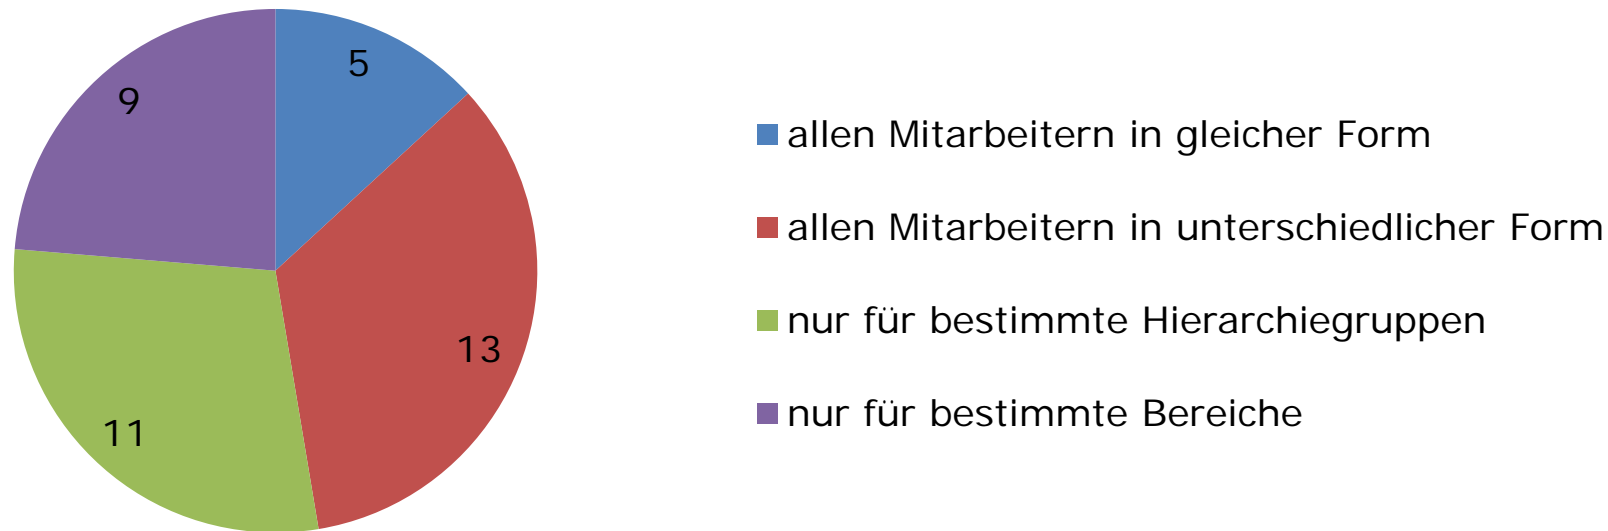 5
9
13
11
allen Mitarbeitern in gleicher Form
allen Mitarbeitern in unterschiedlicher Form
nur für bestimmte Hierarchiegruppen
nur für bestimmte Bereiche